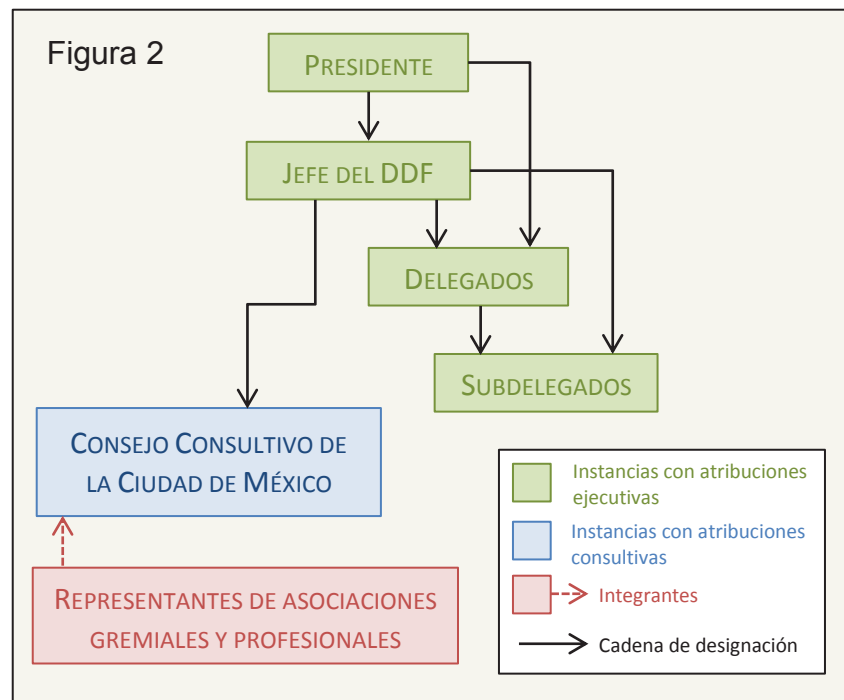 Figura 2
PRESIDENTE
JEFE DEL DDF
DELEGADOS
SUBDELEGADOS
CONSEJO CONSULTIVO DE
LA CIUDAD DE MÉXICO
REPRESENTANTES DE ASOCIACIONES
GREMIALES Y PROFESIONALES
Instancias con atribuciones
ejecutivas
Instancias con atribuciones
consultivas
Integrantes
Cadena de designación